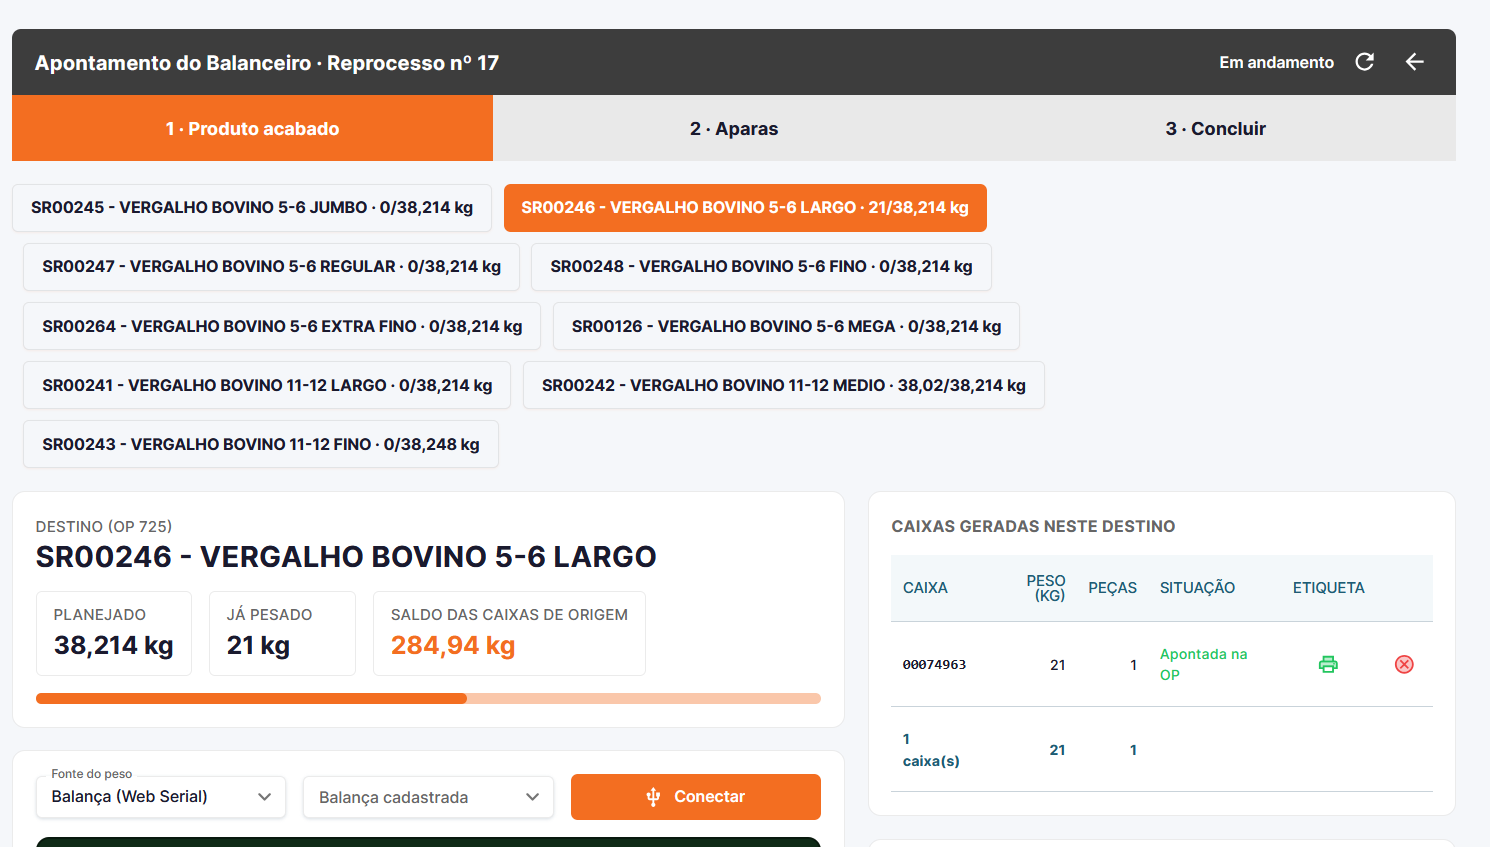 Apontamento do Balanceiro · Reprocesso nº 17
Em andamento
1 · Produto acabado
2 · Aparas
3 · Concluir
SR00245 - VERGALHO BOVINO 5-6 JUMBO · 0/38,214 kg
SR00246 - VERGALHO BOVINO 5-6 LARGO · 21/38,214 kg
SR00247 - VERGALHO BOVINO 5-6 REGULAR · 0/38,214 kg
SR00248 - VERGALHO BOVINO 5-6 FINO · 0/38,214 kg
SR00264 - VERGALHO BOVINO 5-6 EXTRA FINO · 0/38,214 kg
SR00126 - VERGALHO BOVINO 5-6 MEGA · 0/38,214 kg
SR00241 - VERGALHO BOVINO 11-12 LARGO · 0/38,214 kg
SR00242 - VERGALHO BOVINO 11-12 MEDIO · 38,02/38,214 kg
SR00243 - VERGALHO BOVINO 11-12 FINO · 0/38,248 kg
DESTINO (OP 725)
SR00246 - VERGALHO BOVINO 5-6 LARGO
PLANEJADO
38,214 kg
JÁ PESADO
21 kg
SALDO DAS CAIXAS DE ORIGEM
284,94 kg
Fonte do peso
Balança (Web Serial)
Balança cadastrada
Conectar
CAIXAS GERADAS NESTE DESTINO
CAIXA
PESO
(KG)
PEÇAS
SITUAÇÃO
ETIQUETA
00074963
21
1
Apontada na
OP
1
caixa(s)
21
1